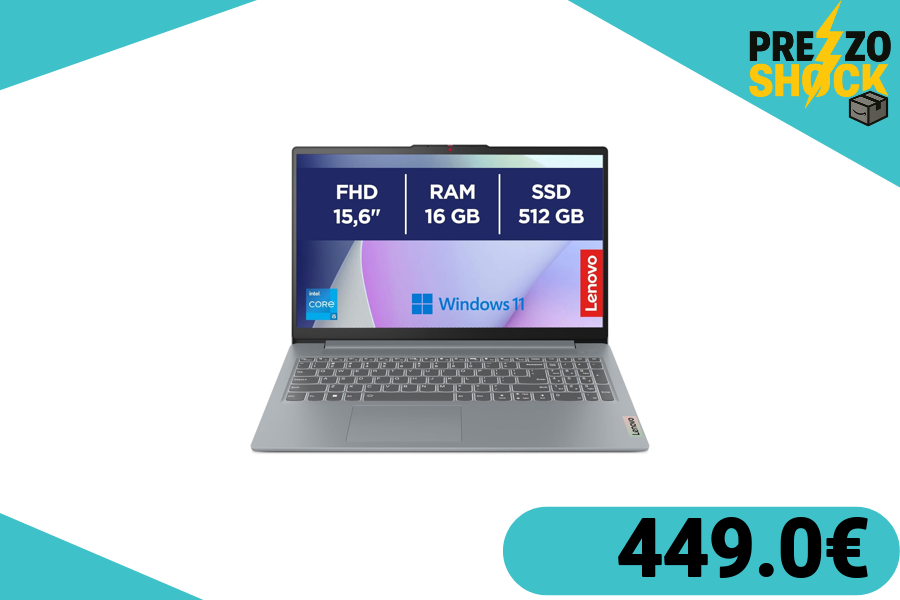 PREZZO
SHOCK
FHD
15,6"
RAM
16 GB
SSD
512 GB
intel
CORE
i5
Windows 11
Lenovo
Lenovo
449.0€